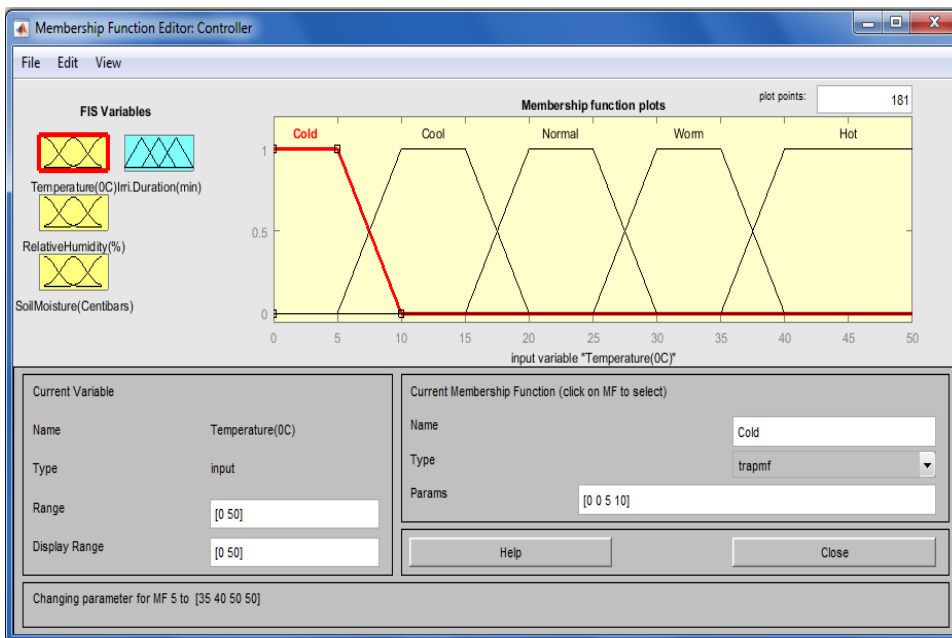 Membership Function Editor: Controller
File Edit View
FIS Variables
Temperature(0C)Irri.Duration(min)
RelativeHumidity(%)
SoilMoisture(Centibars)
Membership function plots
plot points:
181
Cold Cool Normal Worm Hot
1
0.5
0
0 5 10 15 20 25 30 35 40 45 50
input variable "Temperature(0C)"
Current Variable
Name Temperature(0C)
Type input
Range [0 50]
Display Range [0 50]
Current Membership Function (click on MF to select)
Name Cold
Type trapmf
Params [0 0 5 10]
Help Close
Changing parameter for MF 5 to [35 40 50 50]